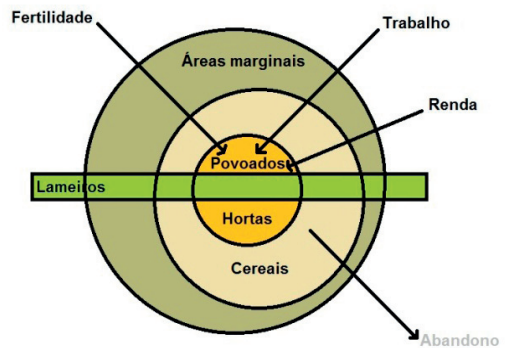 Fertilidade
Trabalho
Áreas marginais
Renda
Povoados
Lameiros
Hortas
Cereais
Abandono